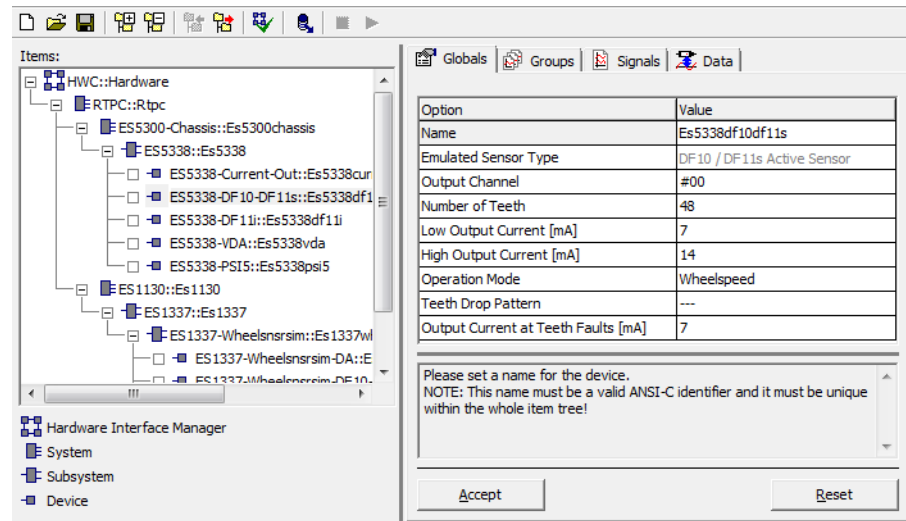 Items:
HWC::Hardware
RTPC::Rtpc
ES5300-Chassis::Es5300chassis
ES5338::Es5338
ES5338-Current-Out::Es5338cur
ES5338-DF10-DF11s::Es5338df1
ES5338-DF11i::Es5338df11i
ES5338-VDA::Es5338vda
ES5338-PSI5::Es5338psi5
ES1130::Es1130
ES1337::Es1337
ES1337-Wheelsnsrsim::Es1337wl
ES1337-Wheelsnsrsim-DA::E
ES1337-Wheelsnsrsim-DF10-
Hardware Interface Manager
System
Subsystem
Device
Globals Groups Signals Data
Option Value
Name Es5338df10df11s
Emulated Sensor Type DF10 / DF11s Active Sensor
Output Channel #00
Number of Teeth 48
Low Output Current [mA] 7
High Output Current [mA] 14
Operation Mode Wheelspeed
Teeth Drop Pattern ---
Output Current at Teeth Faults [mA] 7
Please set a name for the device.
NOTE: This name must be a valid ANSI-C identifier and it must be unique
within the whole item tree!
Accept Reset